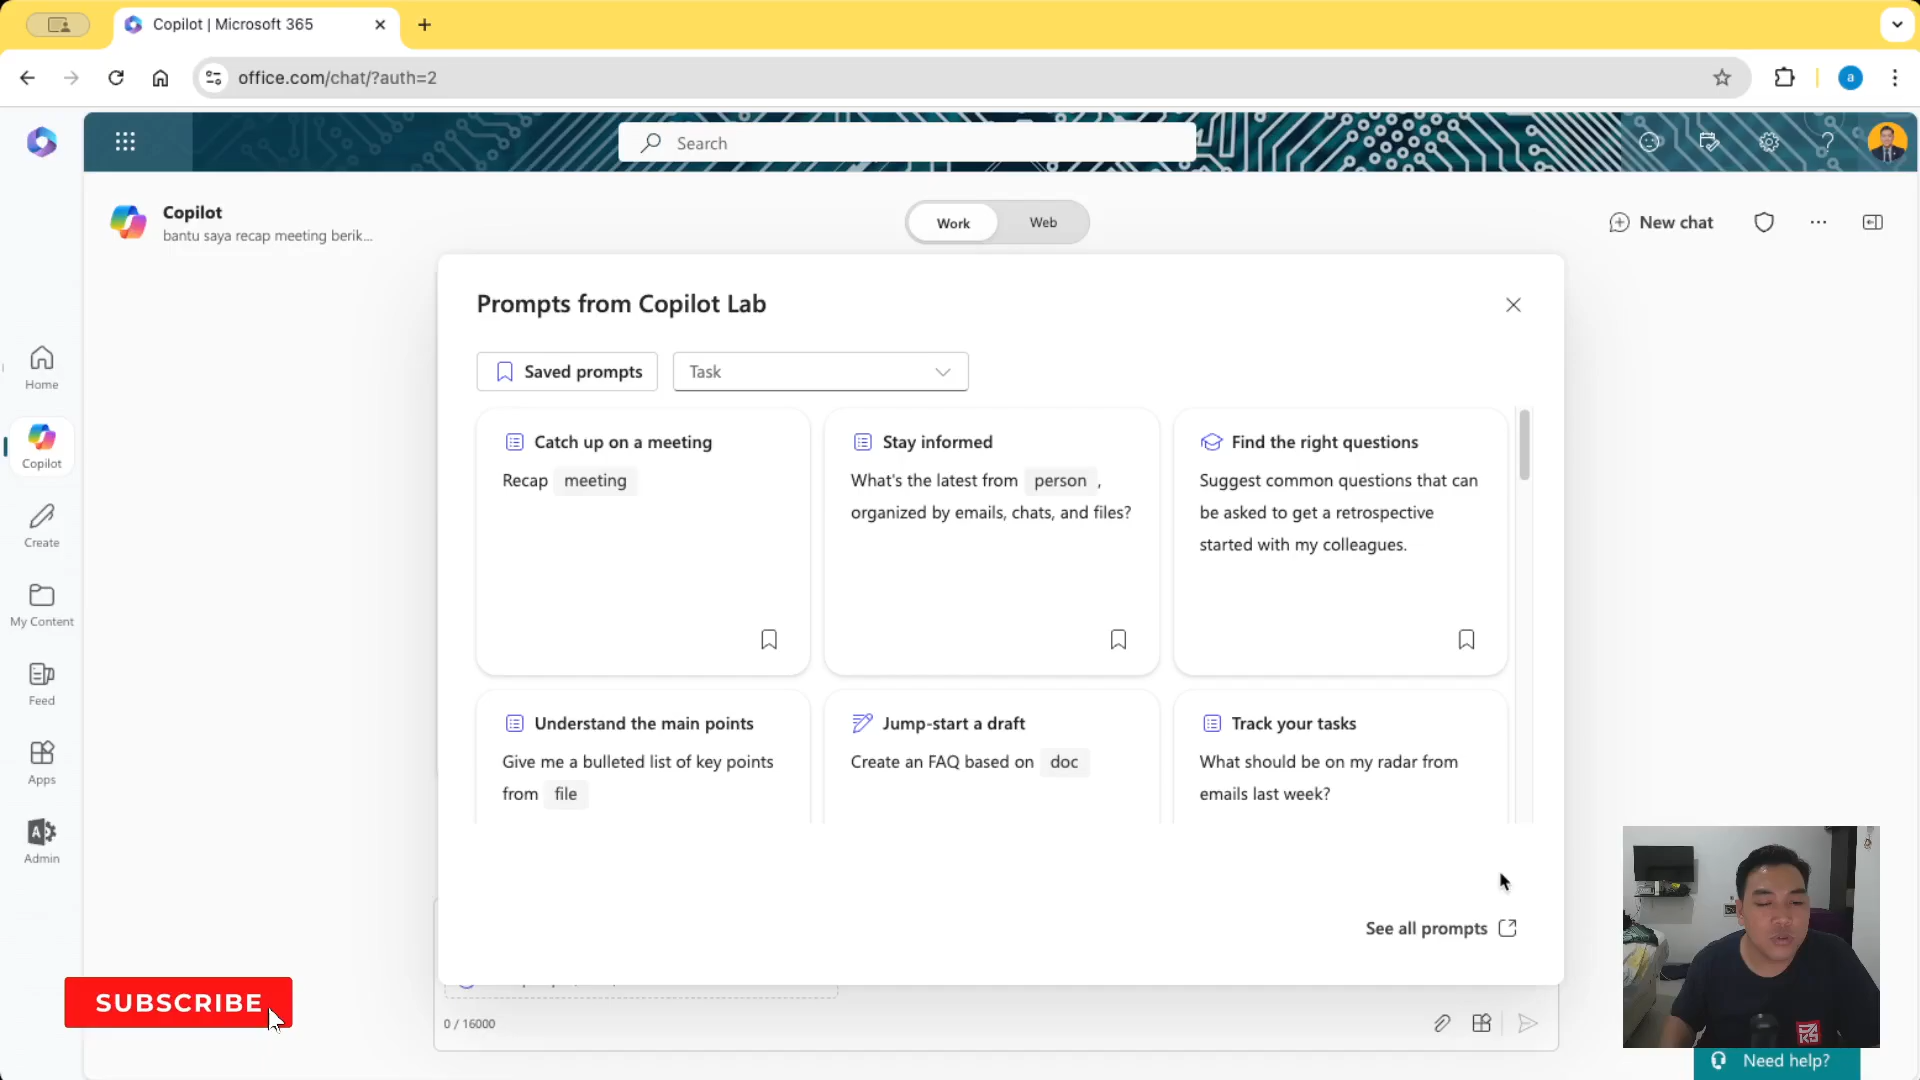 Copilot | Microsoft 365
office.com/chat/?auth=2
a
Search
?
Copilot
bantu saya recap meeting berik...
Work
Web
New chat
Prompts from Copilot Lab
Saved prompts
Task
Catch up on a meeting
Recap meeting
Stay informed
What's the latest from person ,
organized by emails, chats, and files?
Find the right questions
Suggest common questions that can
be asked to get a retrospective
started with my colleagues.
Understand the main points
Give me a bulleted list of key points
from file
Jump-start a draft
Create an FAQ based on doc
Track your tasks
What should be on my radar from
emails last week?
See all prompts
Home
Copilot
Create
My Content
Feed
Apps
Admin
SUBSCRIBE
0 / 16000
Need help?